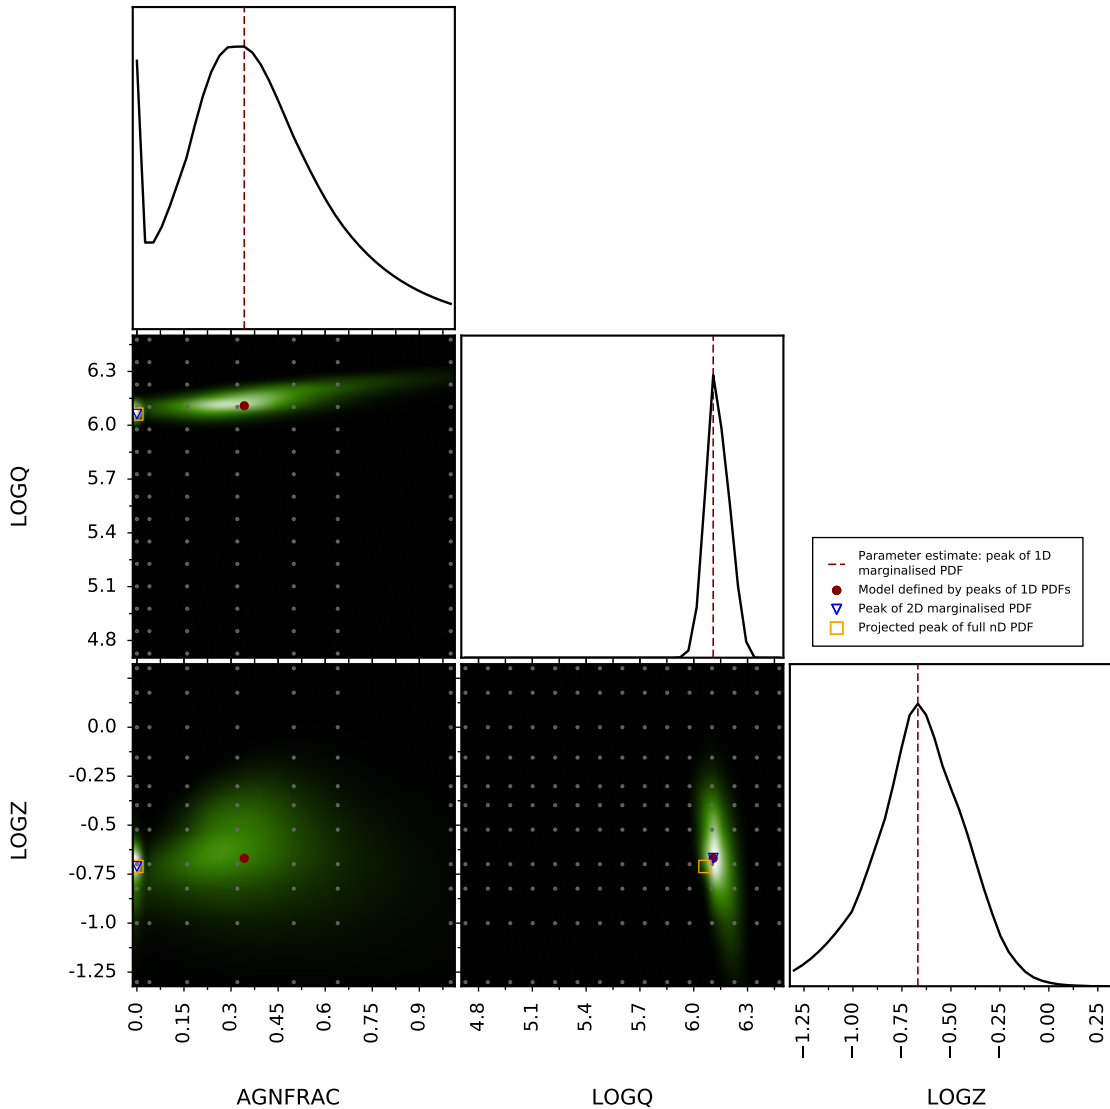 6.3
6.0
5.7
5.4
5.1
4.8
LOGQ
Parameter estimate: peak of 1D
marginalised PDF
Model defined by peaks of 1D PDFs
Peak of 2D marginalised PDF
Projected peak of full nD PDF
0.0
-0.25
-0.5
-0.75
-1.0
-1.25
LOGZ
0.0 0.15 0.3 0.45 0.6 0.75 0.9
4.8 5.1 5.4 5.7 6.0 6.3
−1.25 −1.00 −0.75 −0.50 −0.25 0.00 0.25
AGNFRAC LOGQ LOGZ